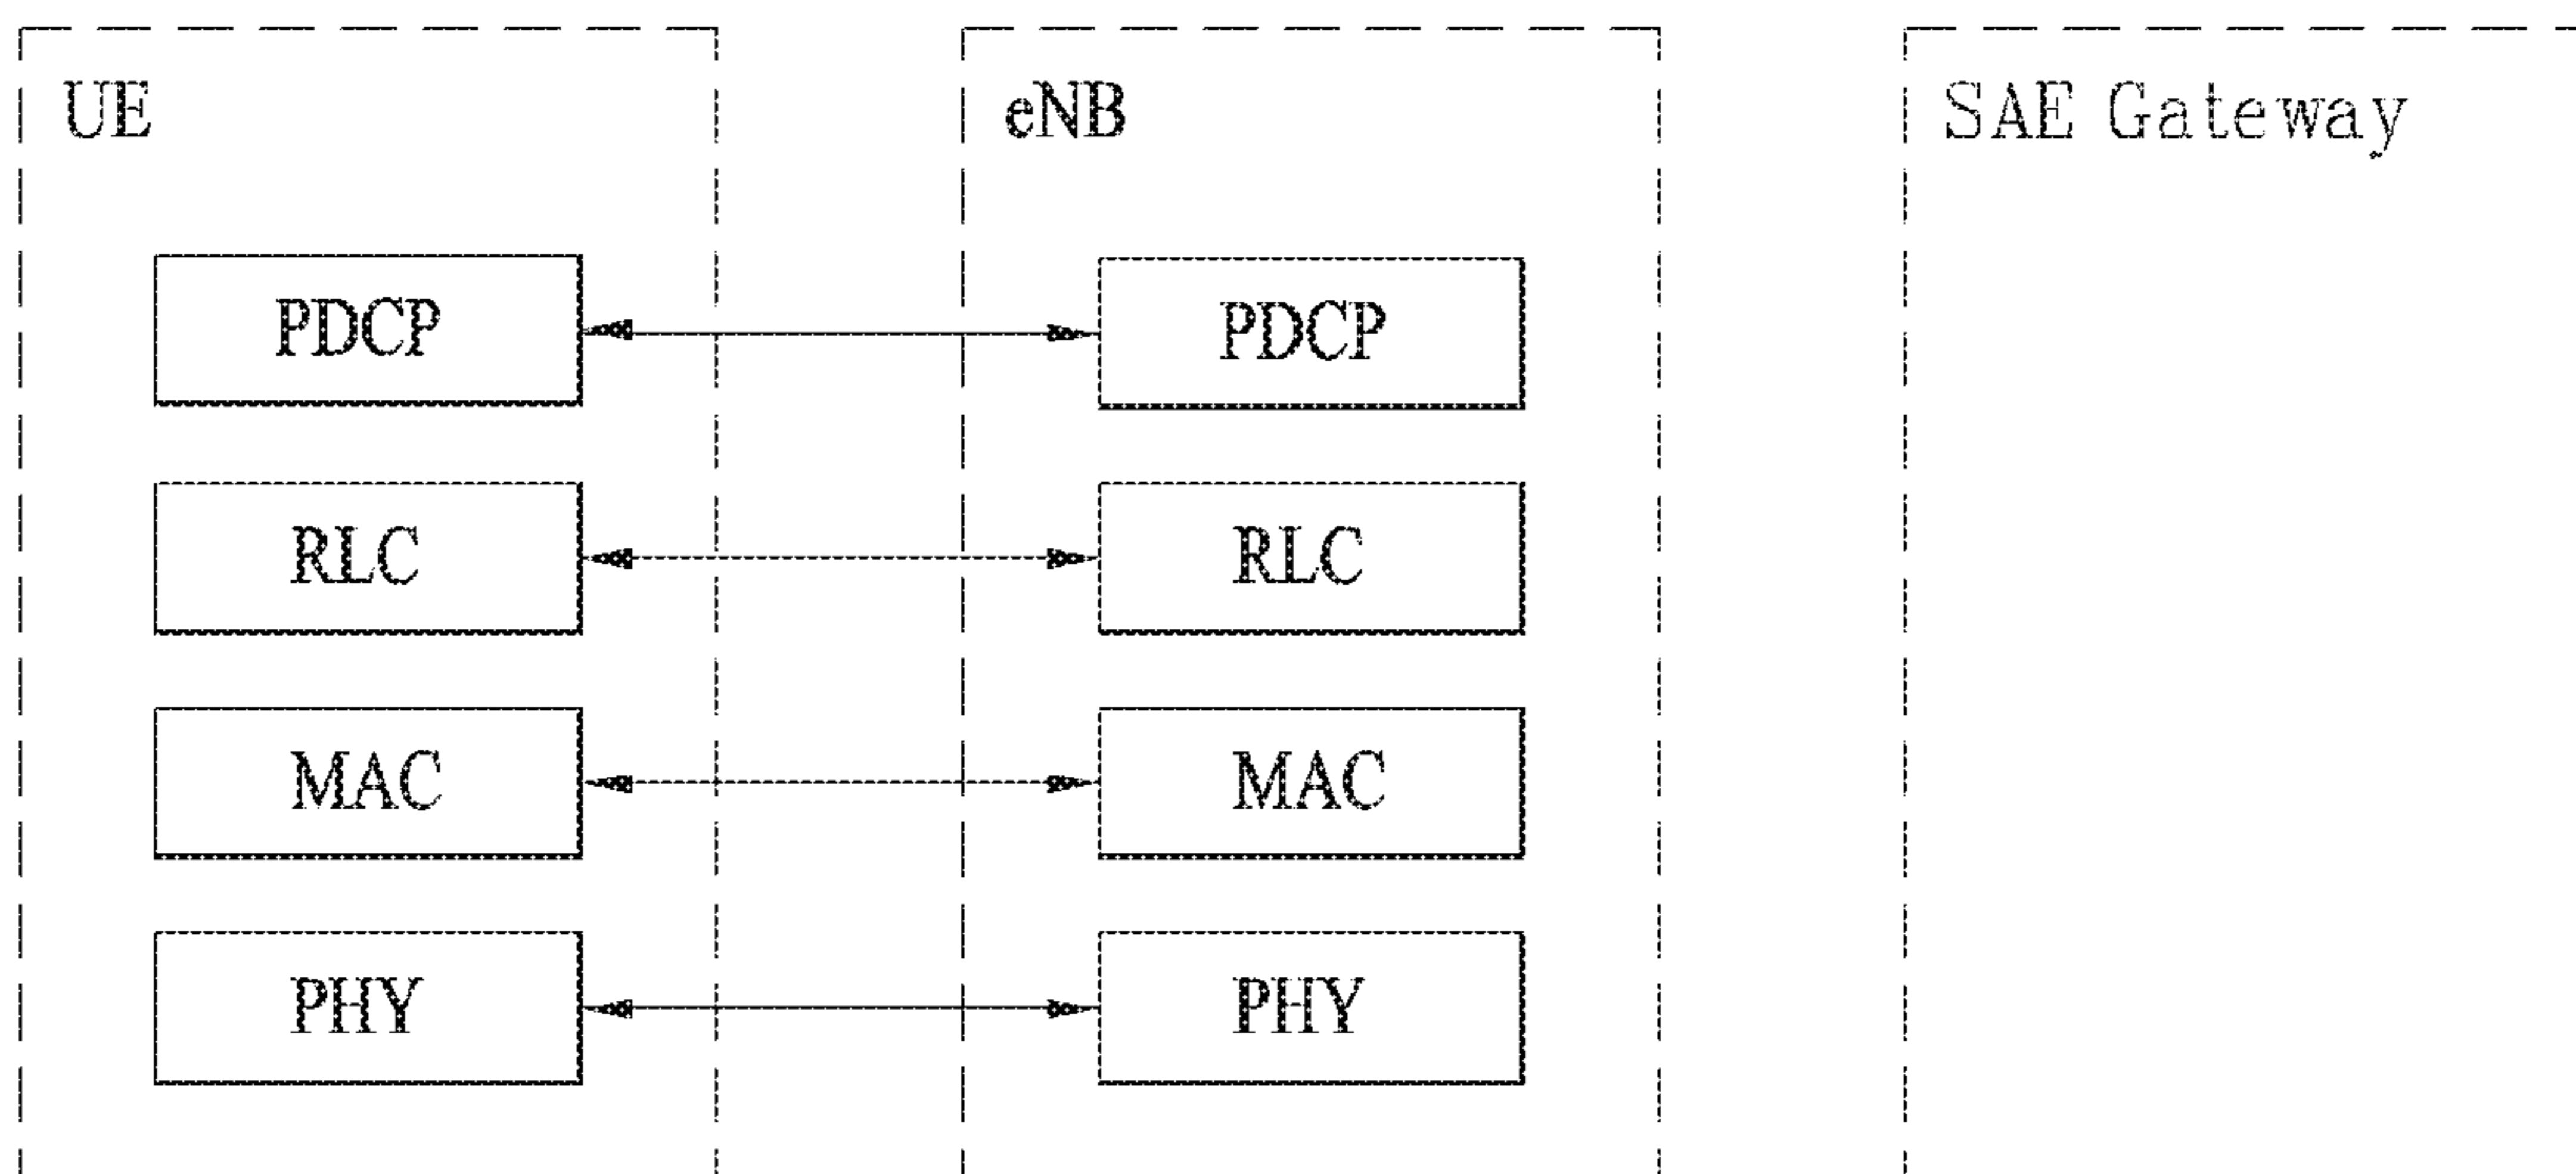 UE
eNB
SAE Gateway
PDCP
PDCP
RLC
RLC
MAC
MAC
PHY
PHY